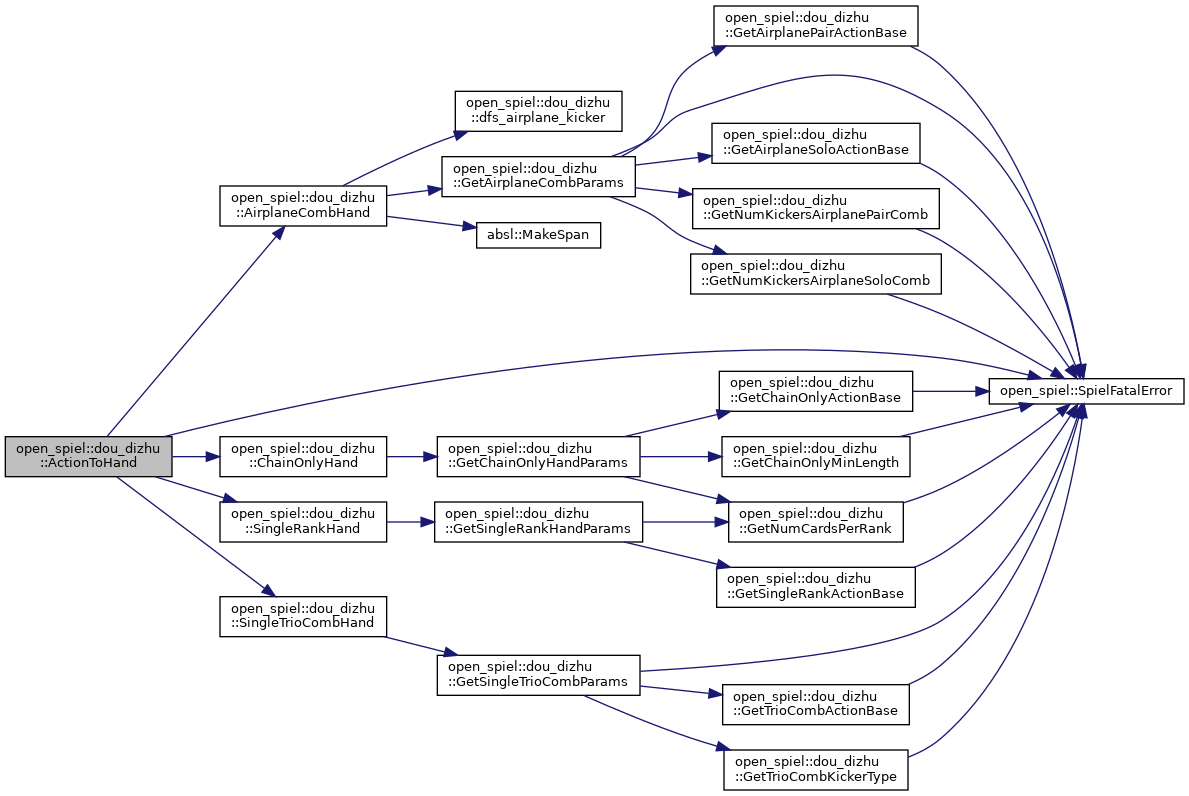 open_spiel::dou_dizhu
::GetAirplanePairActionBase
open_spiel::dou_dizhu
::dfs_airplane_kicker
open_spiel::dou_dizhu
::GetAirplaneSoloActionBase
open_spiel::dou_dizhu
::GetAirplaneCombParams
open_spiel::dou_dizhu
::AirplaneCombHand
open_spiel::dou_dizhu
::GetNumKickersAirplanePairComb
absl::MakeSpan
open_spiel::dou_dizhu
::GetNumKickersAirplaneSoloComb
open_spiel::SpielFatalError
open_spiel::dou_dizhu
::GetChainOnlyActionBase
open_spiel::dou_dizhu
::ActionToHand
open_spiel::dou_dizhu
::ChainOnlyHand
open_spiel::dou_dizhu
::GetChainOnlyHandParams
open_spiel::dou_dizhu
::GetChainOnlyMinLength
open_spiel::dou_dizhu
::SingleRankHand
open_spiel::dou_dizhu
::GetSingleRankHandParams
open_spiel::dou_dizhu
::GetNumCardsPerRank
open_spiel::dou_dizhu
::GetSingleRankActionBase
open_spiel::dou_dizhu
::SingleTrioCombHand
open_spiel::dou_dizhu
::GetSingleTrioCombParams
open_spiel::dou_dizhu
::GetTrioCombActionBase
open_spiel::dou_dizhu
::GetTrioCombKickerType